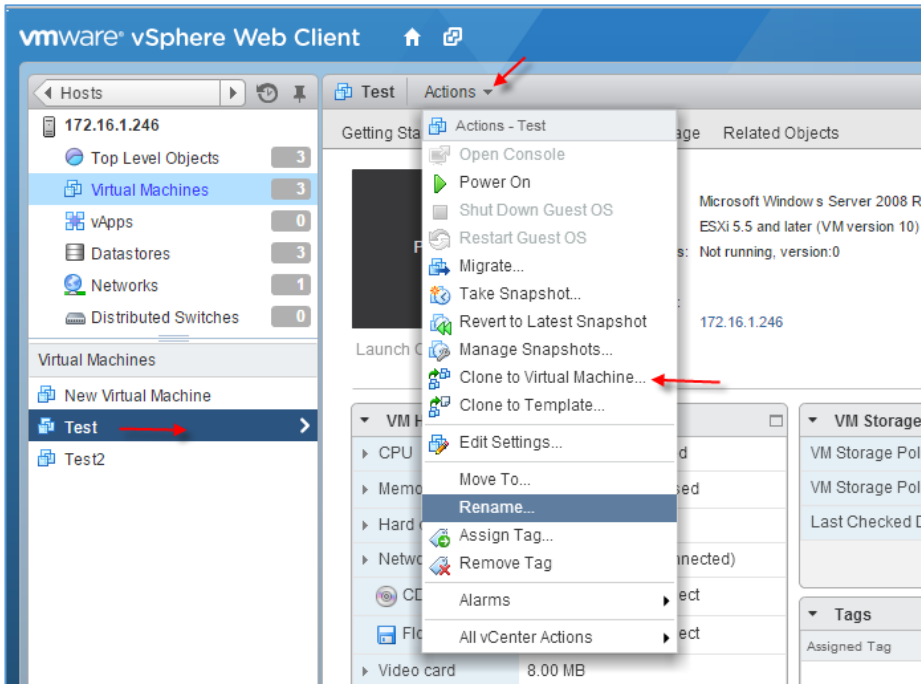 vmware® vSphere Web Client
Hosts
172.16.1.246
Top Level Objects 3
Virtual Machines 3
vApps 0
Datastores 3
Networks 1
Distributed Switches 0
Virtual Machines
New Virtual Machine
Test
Test2
Test Actions
Getting Sta
age Related Objects
Actions - Test
Open Console
Power On
Shut Down Guest OS
Restart Guest OS
Migrate...
Take Snapshot...
Revert to Latest Snapshot
Manage Snapshots...
Clone to Virtual Machine...
Clone to Template...
Edit Settings...
Move To...
Rename...
Assign Tag...
Remove Tag
Alarms
All vCenter Actions
P
Launch C
Microsoft Windows Server 2008 R
ESXi 5.5 and later (VM version 10)
s: Not running, version:0
:
172.16.1.246
VM H
CPU d
Memo sed
Hard d
Netwo nnected)
CD ect
Flo ect
Video card 8.00 MB
VM Storage
VM Storage Pol
VM Storage Pol
Last Checked D
Tags
Assigned Tag